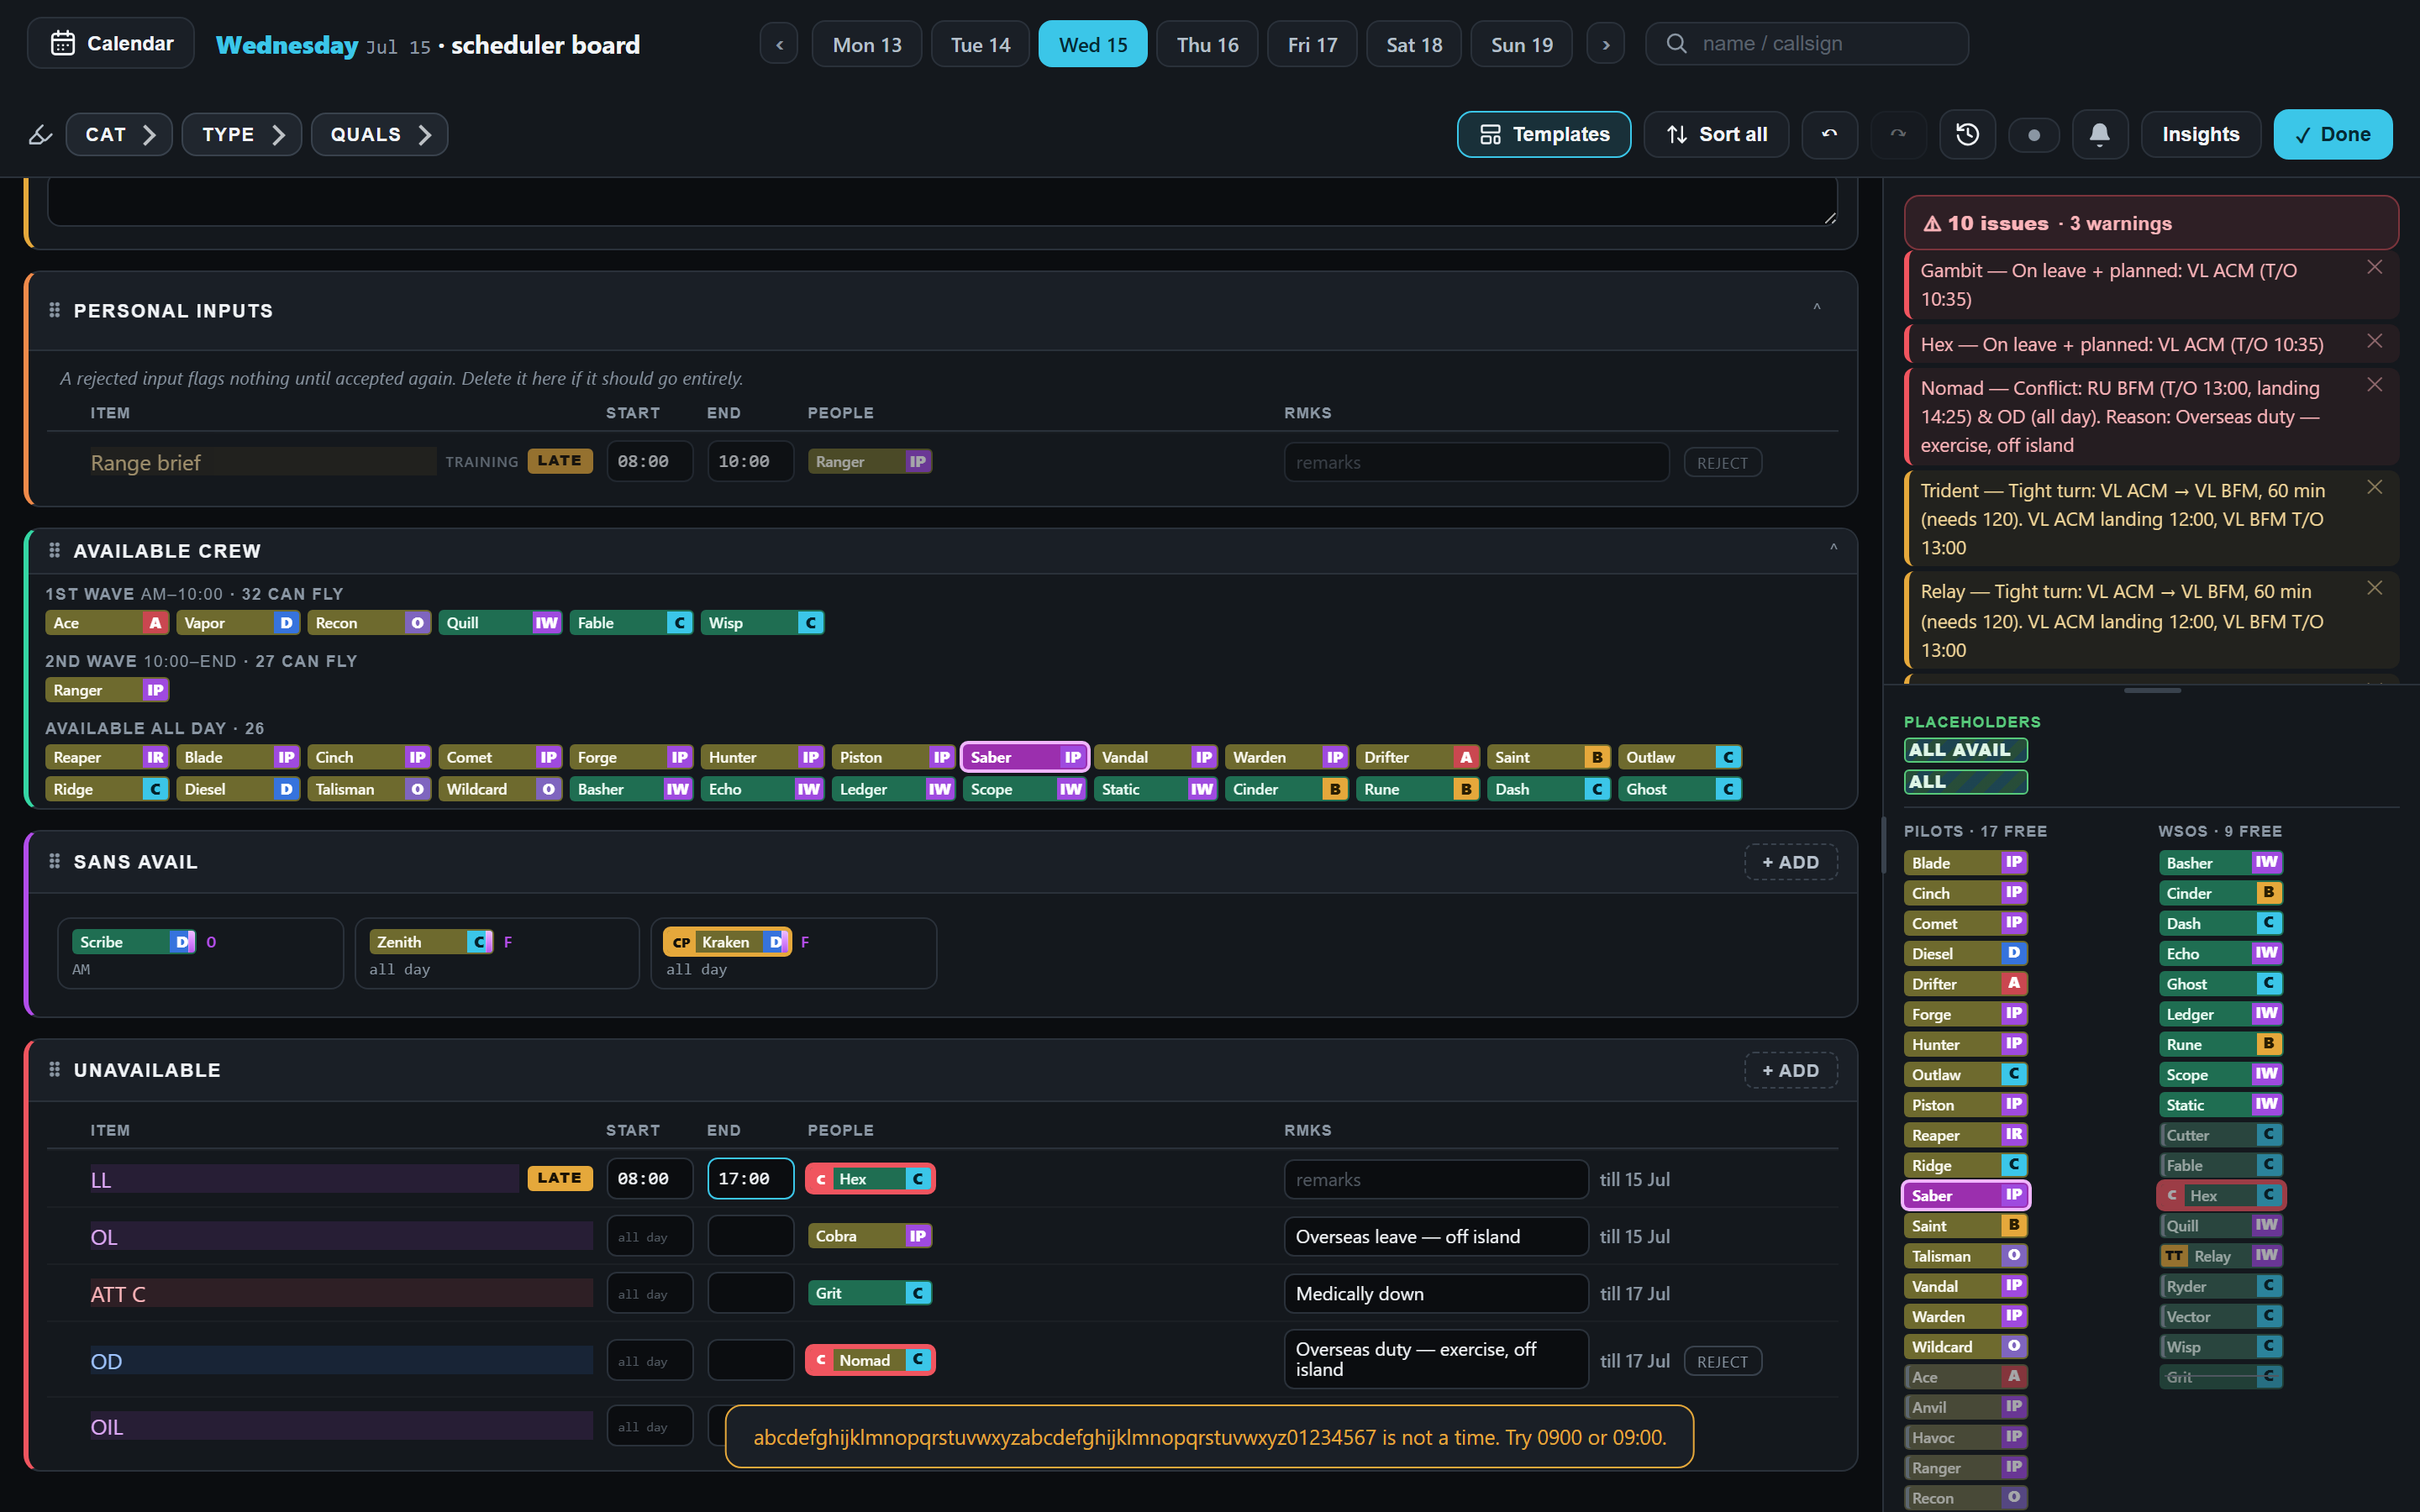 Calendar
Wednesday Jul 15 · scheduler board
‹ Mon 13 Tue 14 Wed 15 Thu 16 Fri 17 Sat 18 Sun 19 ›
name / callsign
CAT TYPE QUALS
Templates Sort all Insights ✓ Done
PERSONAL INPUTS
A rejected input flags nothing until accepted again. Delete it here if it should go entirely.
ITEM START END PEOPLE RMKS
Range brief TRAINING LATE 08:00 10:00 Ranger IP remarks REJECT
AVAILABLE CREW
1ST WAVE AM–10:00 · 32 CAN FLY
Ace A Vapor D Recon O Quill IW Fable C Wisp C
2ND WAVE 10:00–END · 27 CAN FLY
Ranger IP
AVAILABLE ALL DAY · 26
Reaper IR Blade IP Cinch IP Comet IP Forge IP Hunter IP Piston IP Saber IP Vandal IP Warden IP Drifter A Saint B Outlaw C
Ridge C Diesel D Talisman O Wildcard O Basher IW Echo IW Ledger IW Scope IW Static IW Cinder B Rune B Dash C Ghost C
SANS AVAIL + ADD
Scribe D O
AM
Zenith C F
all day
CP Kraken D F
all day
UNAVAILABLE + ADD
ITEM START END PEOPLE RMKS
LL LATE 08:00 17:00 C Hex C remarks till 15 Jul
OL all day Cobra IP Overseas leave — off island till 15 Jul
ATT C all day Grit C Medically down till 17 Jul
OD all day C Nomad C Overseas duty — exercise, off island till 17 Jul REJECT
OIL all day
abcdefghijklmnopqrstuvwxyzabcdefghijklmnopqrstuvwxyz01234567 is not a time. Try 0900 or 09:00.
⚠ 10 issues · 3 warnings
Gambit — On leave + planned: VL ACM (T/O
10:35)
Hex — On leave + planned: VL ACM (T/O 10:35)
Nomad — Conflict: RU BFM (T/O 13:00, landing
14:25) & OD (all day). Reason: Overseas duty —
exercise, off island
Trident — Tight turn: VL ACM → VL BFM, 60 min
(needs 120). VL ACM landing 12:00, VL BFM T/O
13:00
Relay — Tight turn: VL ACM → VL BFM, 60 min
(needs 120). VL ACM landing 12:00, VL BFM T/O
13:00
PLACEHOLDERS
ALL AVAIL
ALL
PILOTS · 17 FREE
Blade IP
Cinch IP
Comet IP
Diesel D
Drifter A
Forge IP
Hunter IP
Outlaw C
Piston IP
Reaper IR
Ridge C
Saber IP
Saint B
Talisman O
Vandal IP
Warden IP
Wildcard O
Ace A
Anvil IP
Havoc IP
Ranger IP
Recon O
WSOS · 9 FREE
Basher IW
Cinder B
Dash C
Echo IW
Ghost C
Ledger IW
Rune B
Scope IW
Static IW
Cutter C
Fable C
C Hex C
Quill IW
TT Relay IW
Ryder C
Vector C
Wisp C
Grit C